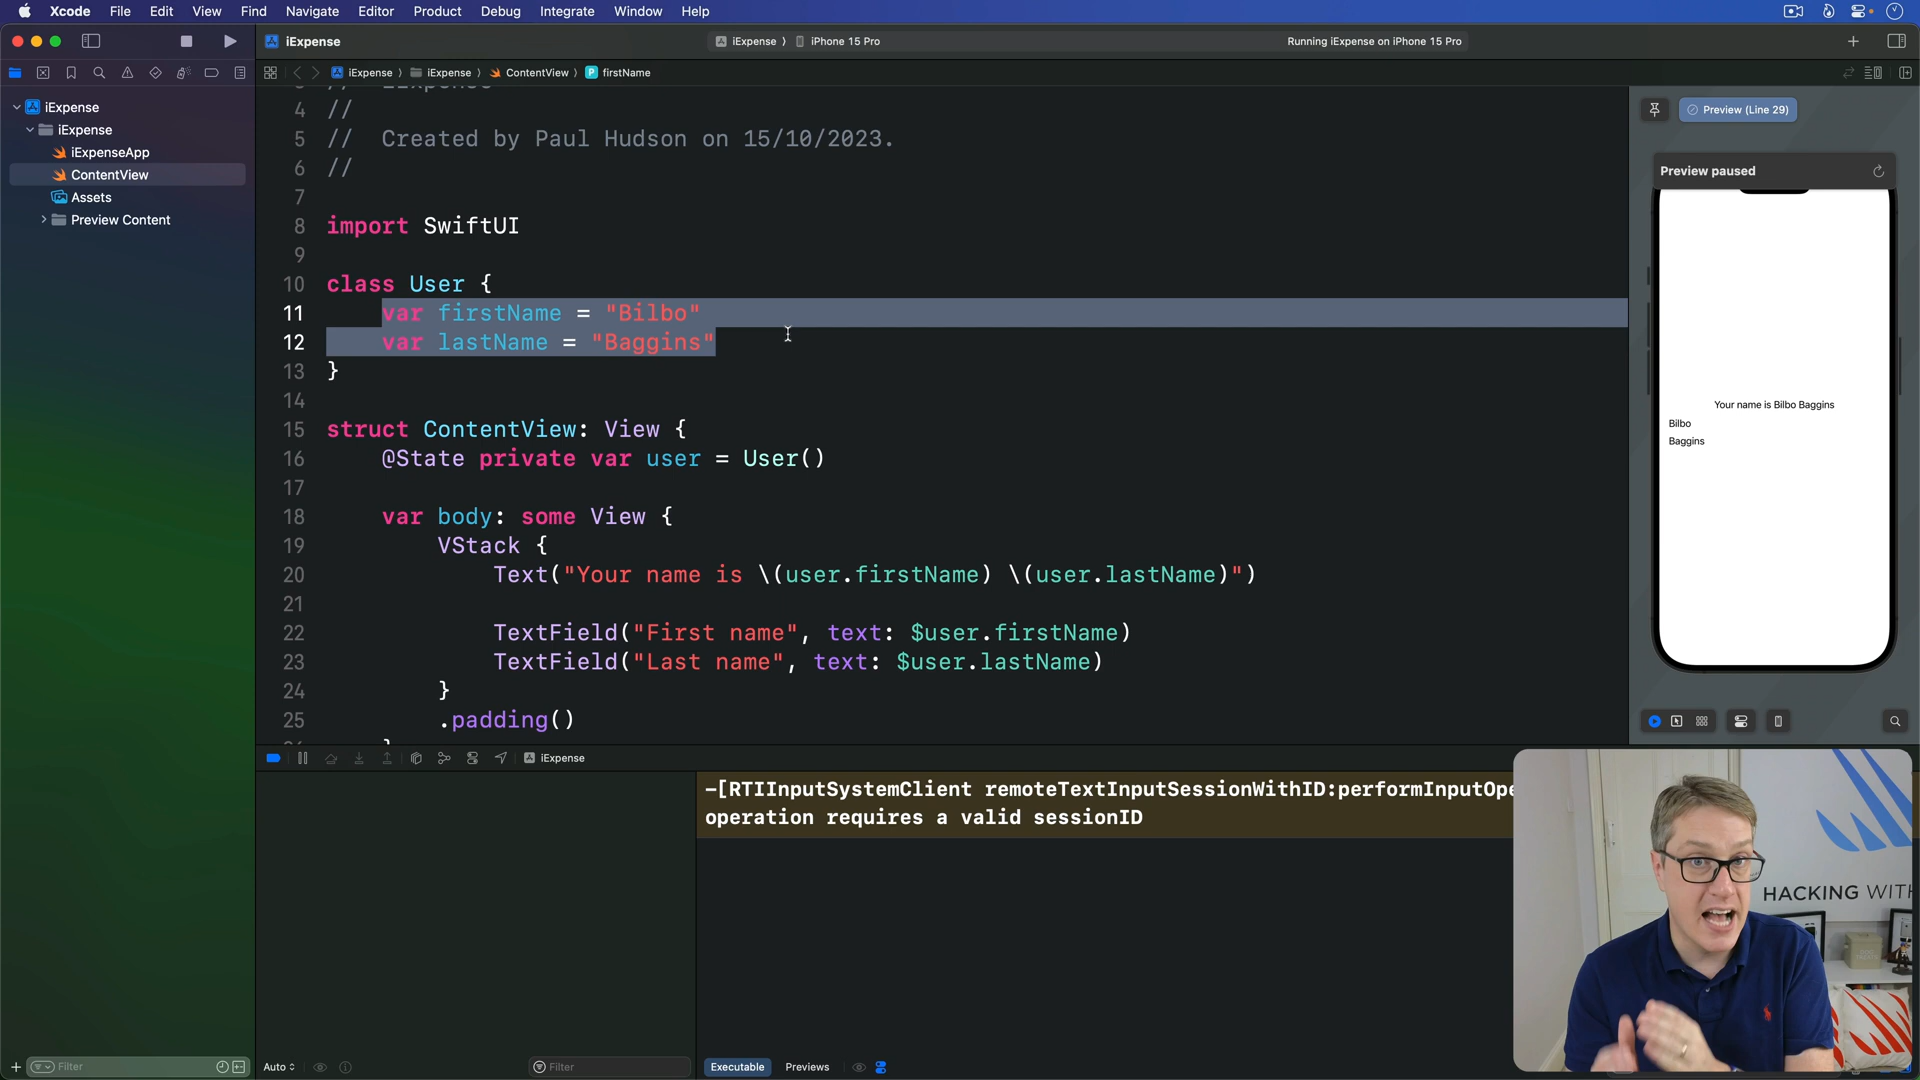 Xcode File Edit View Find Navigate Editor Product Debug Integrate Window Help
iExpense
iExpense 〉 iPhone 15 Pro
Running iExpense on iPhone 15 Pro
iExpense 〉 iExpense 〉 ContentView 〉 P firstName
iExpense
iExpense
iExpenseApp
ContentView
Assets
Preview Content
4 //
5 //  Created by Paul Hudson on 15/10/2023.
6 //
7
8 import SwiftUI
9
10 class User {
11     var firstName = "Bilbo"
12     var lastName = "Baggins"
13 }
14
15 struct ContentView: View {
16     @State private var user = User()
17
18     var body: some View {
19         VStack {
20             Text("Your name is \(user.firstName) \(user.lastName)")
21
22             TextField("First name", text: $user.firstName)
23             TextField("Last name", text: $user.lastName)
24         }
25         .padding()
Preview (Line 29)
Preview paused
Your name is Bilbo Baggins
Bilbo
Baggins
iExpense
-[RTIInputSystemClient remoteTextInputSessionWithID:performInputOpe
operation requires a valid sessionID
HACKING WITH
Filter
Auto
Filter
Executable Previews